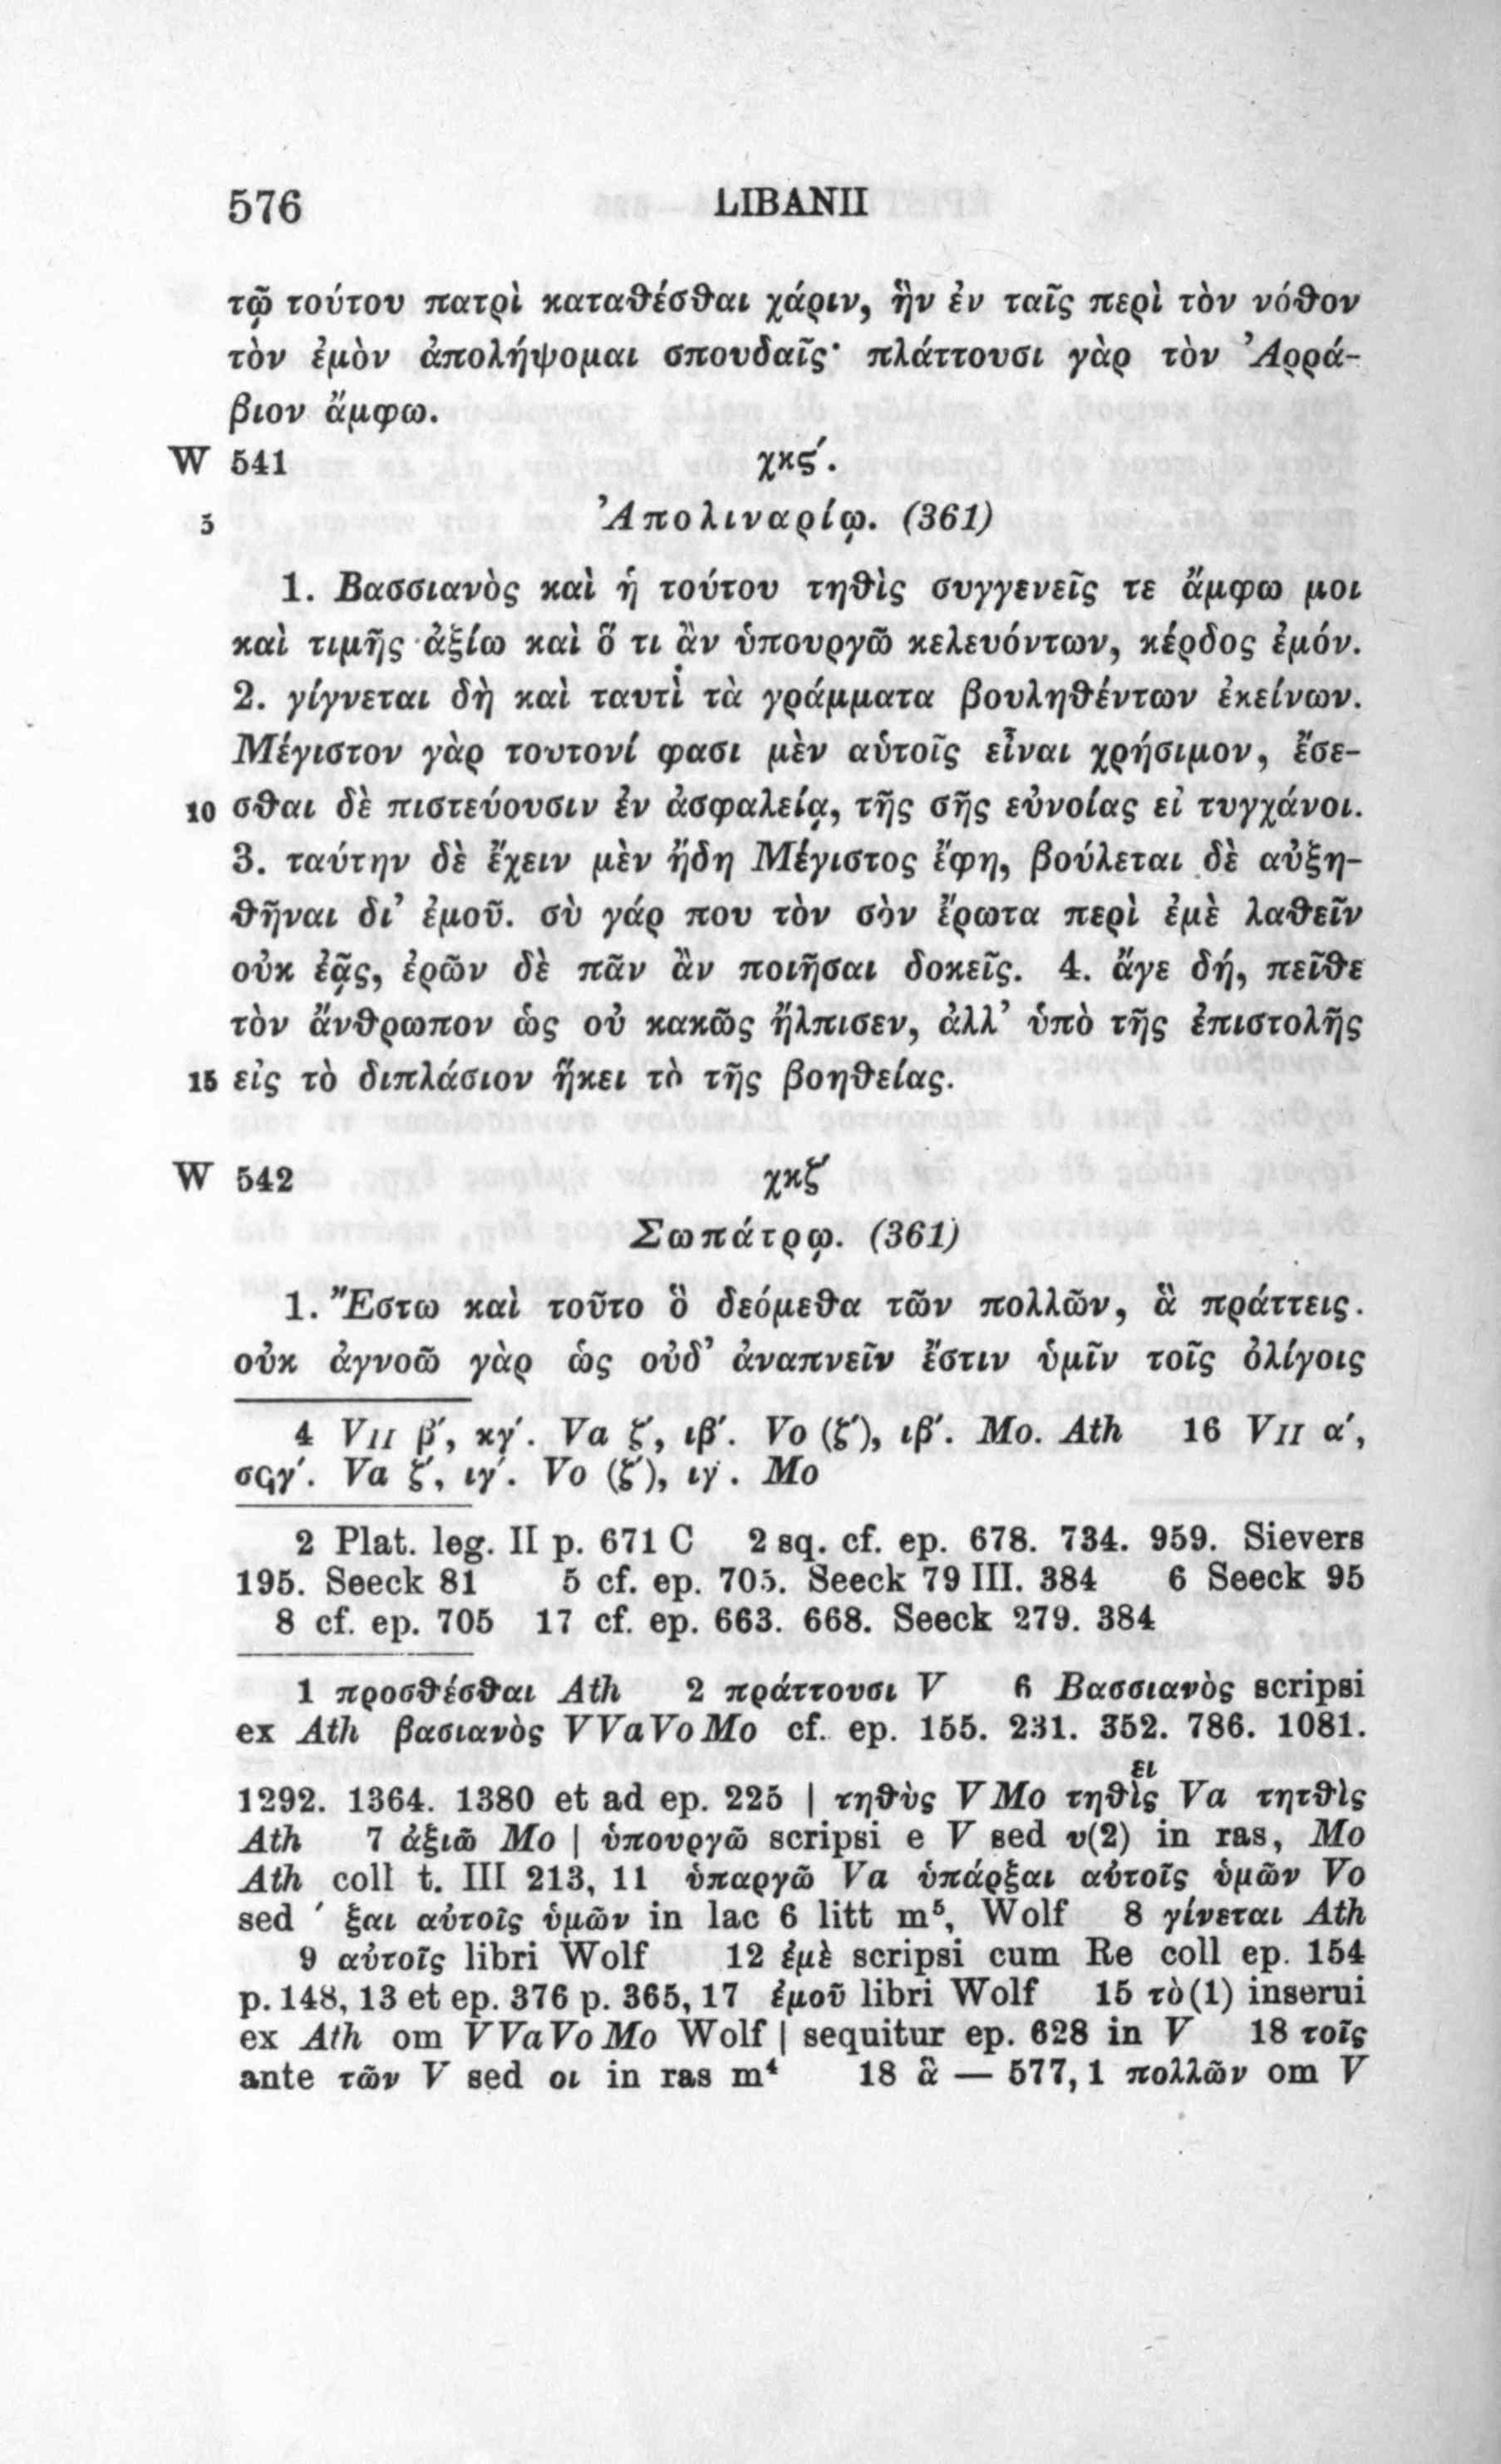 576 LIBANII
τῷ τούτου πατρὶ καταθέσθαι χάριν, ἣν ἐν ταῖς περὶ τὸν νόθον
τὸν ἐμὸν ἀπολήψομαι σπουδαῖς· πλάττουσι γὰρ τὸν Ἀρρά-
βιον ἄμφω.
W 541 χκϛ´.
5 Ἀπολιναρίῳ. (361)
1. Βασσιανὸς καὶ ἡ τούτου τηθὶς συγγενεῖς τε ἄμφω μοι
καὶ τιμῆς ἀξίω καὶ ὅ τι ἂν ὑπουργῶ κελευόντων, κέρδος ἐμόν.
2. γίγνεται δὴ καὶ ταυτὶ τὰ γράμματα βουληθέντων ἐκείνων.
Μέγιστον γὰρ τουτονί φασι μὲν αὑτοῖς εἶναι χρήσιμον, ἔσε-
10 σθαι δὲ πιστεύουσιν ἐν ἀσφαλείᾳ, τῆς σῆς εὐνοίας εἰ τυγχάνοι.
3. ταύτην δὲ ἔχειν μὲν ἤδη Μέγιστος ἔφη, βούλεται δὲ αὐξη-
θῆναι δι’ ἐμοῦ. σὺ γάρ που τὸν σὸν ἔρωτα περὶ ἐμὲ λαθεῖν
οὐκ ἐᾷς, ἐρῶν δὲ πᾶν ἂν ποιῆσαι δοκεῖς. 4. ἄγε δή, πεῖθε
τὸν ἄνθρωπον ὡς οὐ κακῶς ἤλπισεν, ἀλλ’ ὑπὸ τῆς ἐπιστολῆς
15 εἰς τὸ διπλάσιον ἥκει τὸ τῆς βοηθείας.
W 542 χκζ´
Σωπάτρῳ. (361)
1. Ἔστω καὶ τοῦτο ὃ δεόμεθα τῶν πολλῶν, ἃ πράττεις.
οὐκ ἀγνοῶ γὰρ ὡς οὐδ’ ἀναπνεῖν ἔστιν ὑμῖν τοῖς ὀλίγοις
4 VII β´, κγ´. Va ζ´, ιβ´. Vo (ζ´), ιβ´. Mo. Ath 16 VII α´,
σϟγ´. Va ζ´, ιγ´. Vo (ζ´), ιγ´. Mo
2 Plat. leg. II p. 671 C 2 sq. cf. ep. 678. 734. 959. Sievers
195. Seeck 81 5 cf. ep. 705. Seeck 79 III. 384 6 Seeck 95
8 cf. ep. 705 17 cf. ep. 663. 668. Seeck 279. 384
1 προσθέσθαι Ath 2 πράττουσι V 6 Βασσιανὸς scripsi
ex Ath βασιανὸς V Va Vo Mo cf. ep. 155. 231. 352. 786. 1081.
ει
1292. 1364. 1380 et ad ep. 225 | τηθὺς V Mo τηθὶς Va τητθὶς
Ath 7 ἀξιῶ Mo | ὑπουργῶ scripsi e V sed υ(2) in ras, Mo
Ath coll t. III 213, 11 ὑπαργῶ Va ὑπάρξαι αὐτοῖς ὑμῶν Vo
sed ´ ξαι αὐτοῖς ὑμῶν in lac 6 litt m⁵, Wolf 8 γίνεται Ath
9 αὐτοῖς libri Wolf 12 ἐμὲ scripsi cum Re coll ep. 154
p. 148, 13 et ep. 376 p. 365, 17 ἐμοῦ libri Wolf 15 τὸ(1) inserui
ex Ath om V Va Vo Mo Wolf | sequitur ep. 628 in V 18 τοῖς
ante τῶν V sed οι in ras m⁴ 18 ἃ — 577, 1 πολλῶν om V